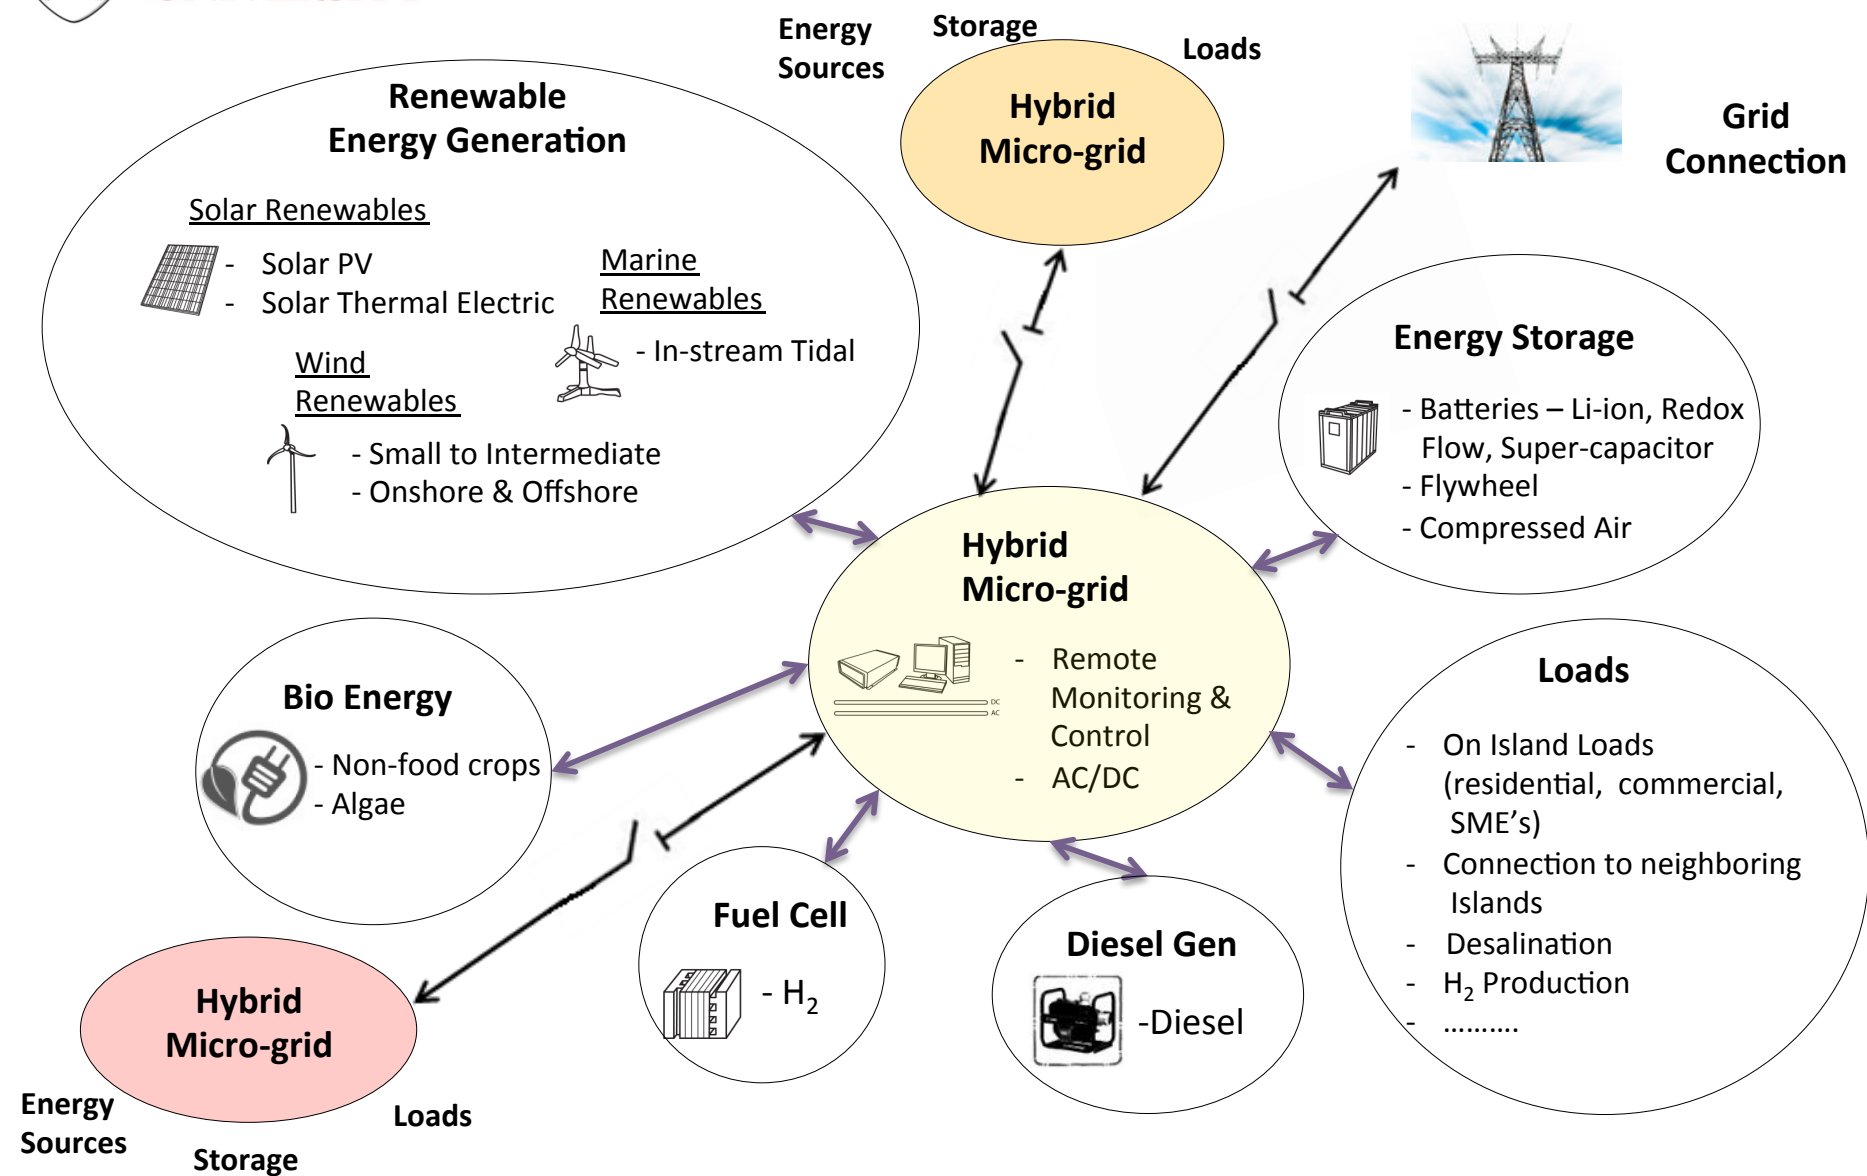 Energy
Sources
Storage
Loads
Hybrid
Micro-grid
Grid
Connection
Renewable
Energy Generation
Solar Renewables
- Solar PV
- Solar Thermal Electric
Marine
Renewables
- In-stream Tidal
Wind
Renewables
- Small to Intermediate
- Onshore & Offshore
Energy Storage
- Batteries – Li-ion, Redox
Flow, Super-capacitor
- Flywheel
- Compressed Air
Hybrid
Micro-grid
- Remote
Monitoring &
Control
- AC/DC
DC
AC
Bio Energy
- Non-food crops
- Algae
Loads
- On Island Loads
(residential, commercial,
SME's)
- Connection to neighboring
Islands
- Desalination
- H₂ Production
- ..........
Fuel Cell
- H₂
Diesel Gen
-Diesel
Hybrid
Micro-grid
Energy
Sources
Storage
Loads